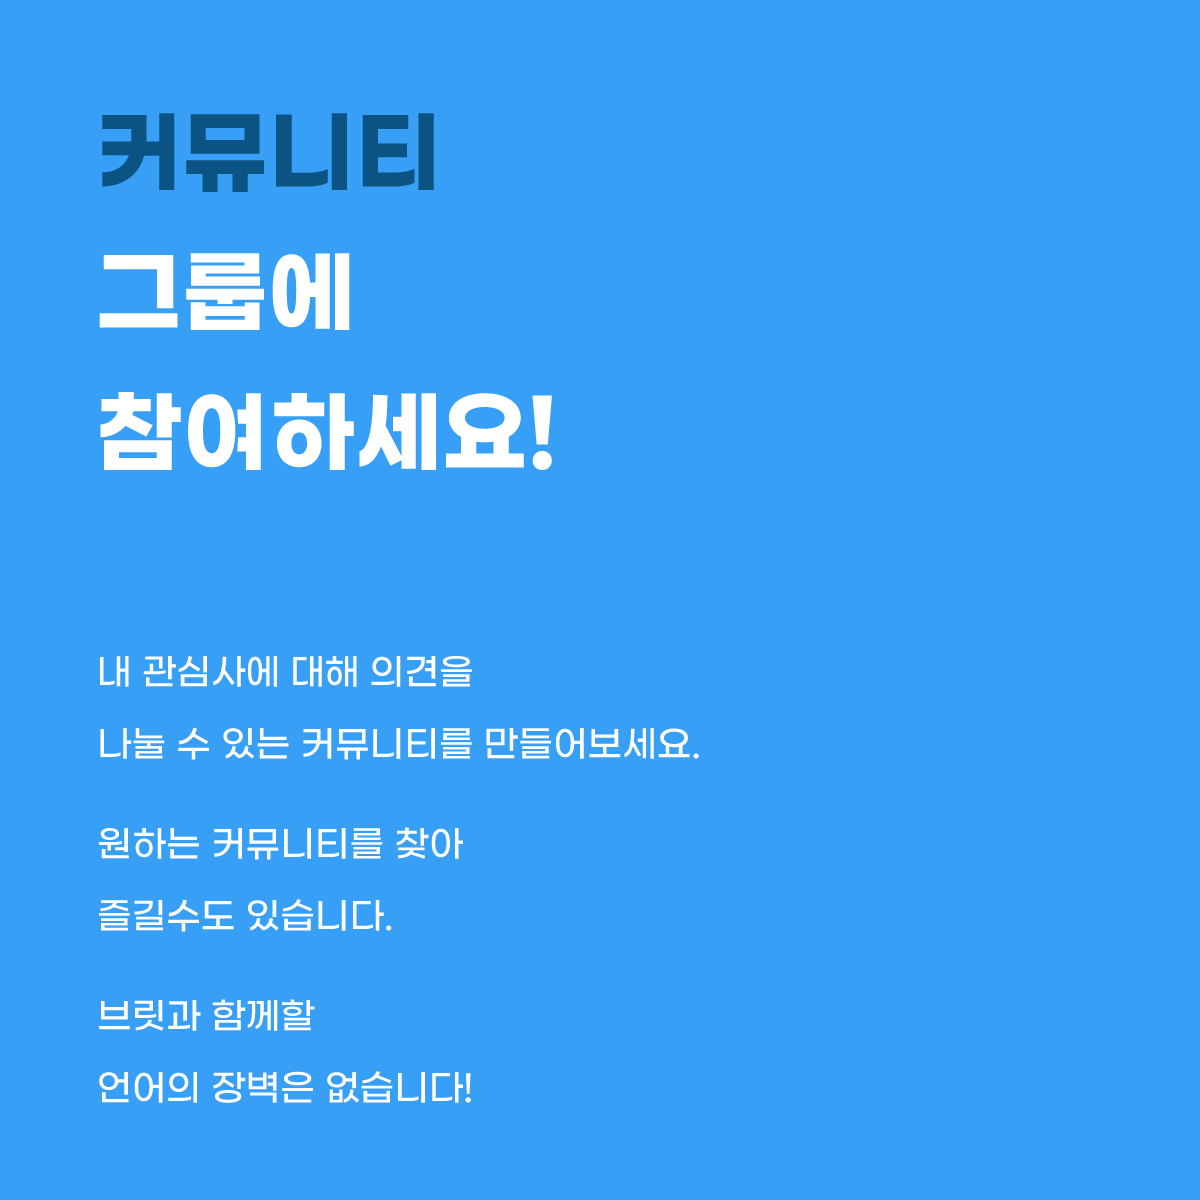 커뮤니티
그룹에
참여하세요!
내 관심사에 대해 의견을
나눌 수 있는 커뮤니티를 만들어보세요.
원하는 커뮤니티를 찾아
즐길수도 있습니다.
브릿과 함께할
언어의 장벽은 없습니다!